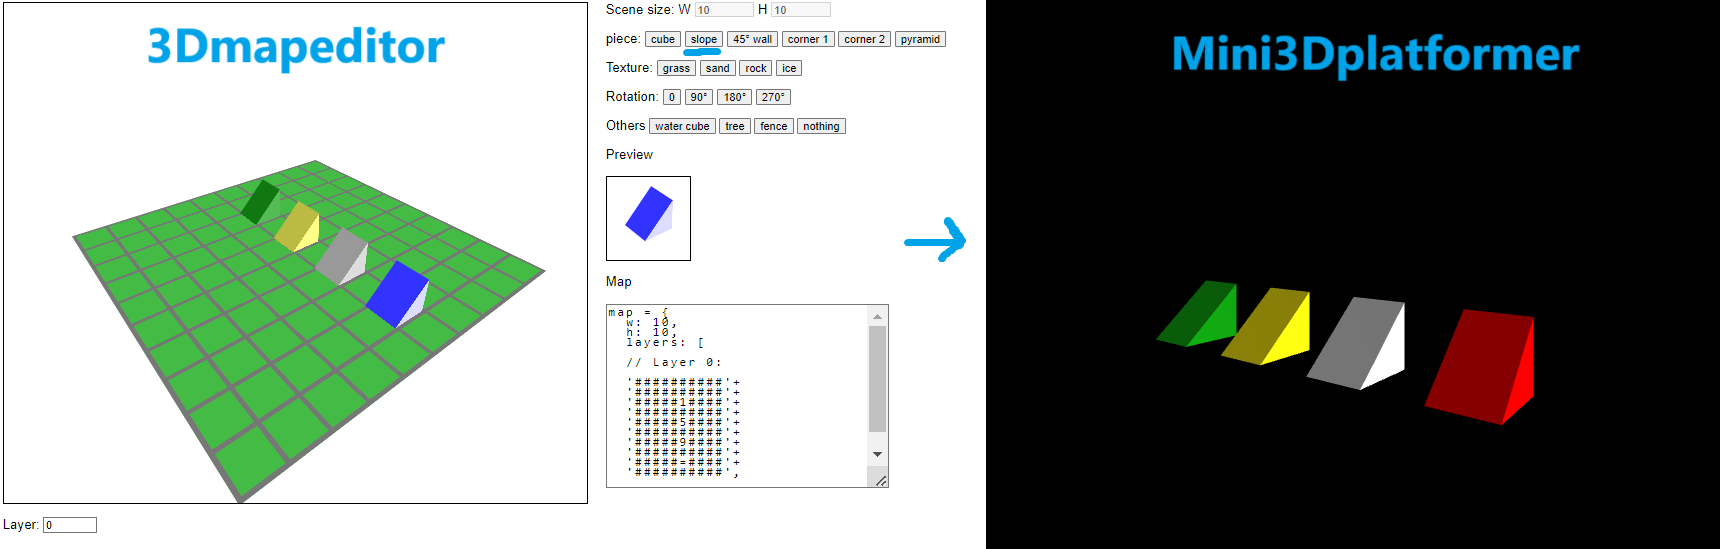 3Dmapeditor
Scene size: W 10 H 10
piece: cube slope 45° wall corner 1 corner 2 pyramid
Texture: grass sand rock ice
Rotation: 0 90° 180° 270°
Others water cube tree fence nothing
Preview
Map
map = {
w: 10,
h: 10,
layers: [
// Layer 0:
'##########'+
'##########'+
'#####1####'+
'##########'+
'#####5####'+
'##########'+
'#####9####'+
'##########'+
'#####=####'+
'##########',
Layer: 0
Mini3Dplatformer